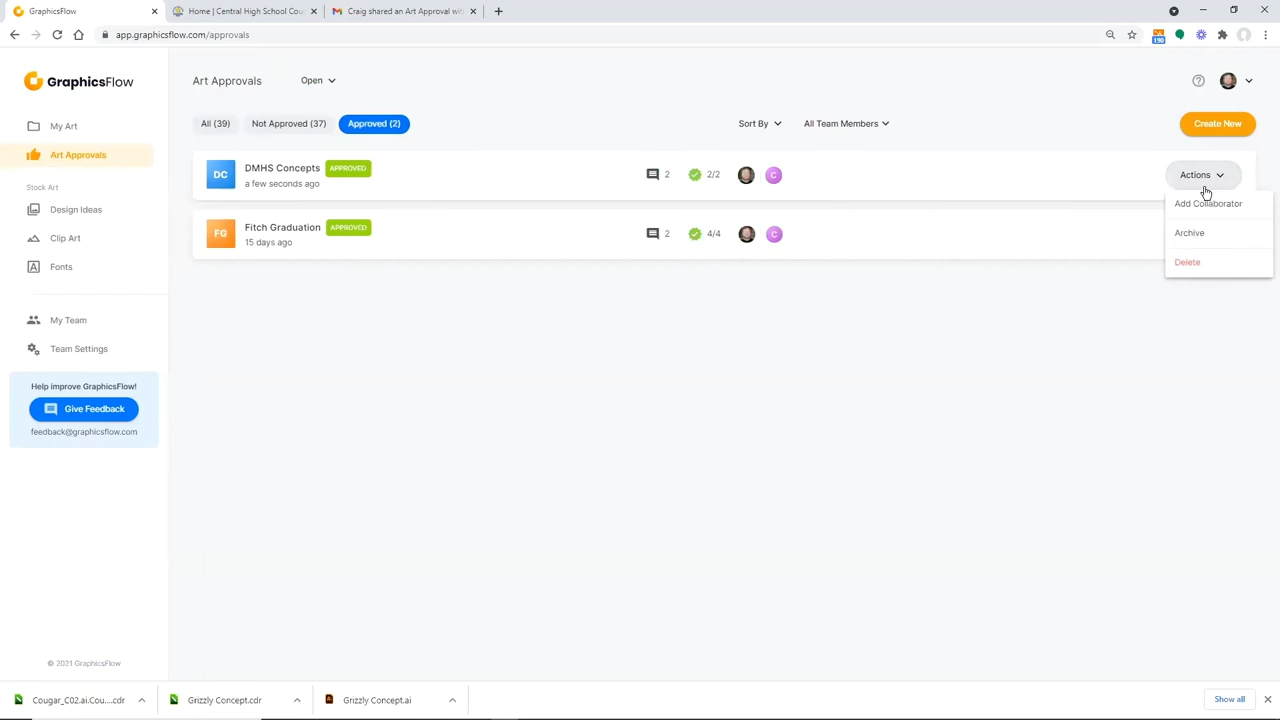 GraphicsFlow
Home | Central High School Cou
Craig shared an Art Approval wit
app.graphicsflow.com/approvals
190
GraphicsFlow
Art Approvals
Open
My Art
All (39)
Not Approved (37)
Approved (2)
Sort By
All Team Members
Create New
Art Approvals
DC
DMHS Concepts
APPROVED
a few seconds ago
2
2/2
C
Actions
Stock Art
Add Collaborator
Design Ideas
FG
Fitch Graduation
APPROVED
15 days ago
2
4/4
C
Archive
Clip Art
Delete
Fonts
My Team
Team Settings
Help improve GraphicsFlow!
Give Feedback
feedback@graphicsflow.com
© 2021 GraphicsFlow
Cougar_C02.ai.Cou....cdr
Grizzly Concept.cdr
Grizzly Concept.ai
Show all